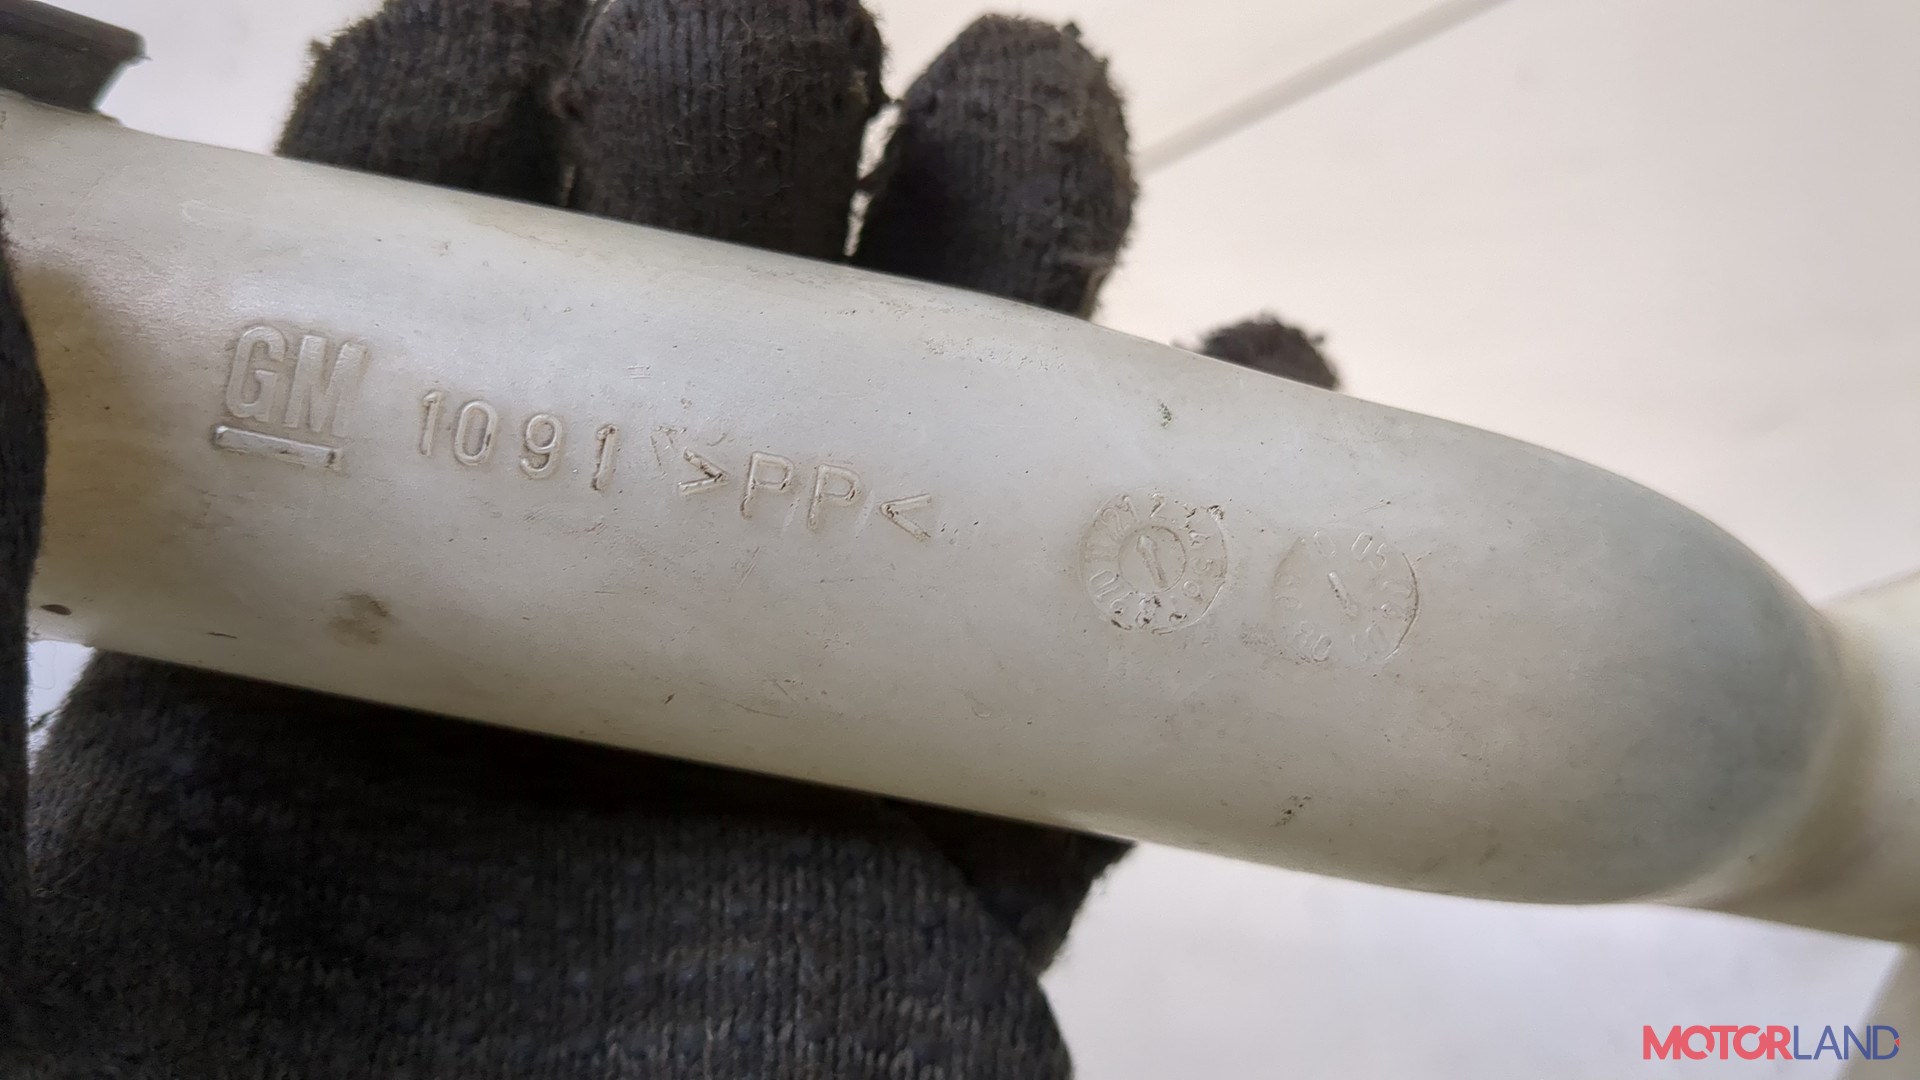 GM 1091 >PP<
MOTORLAND